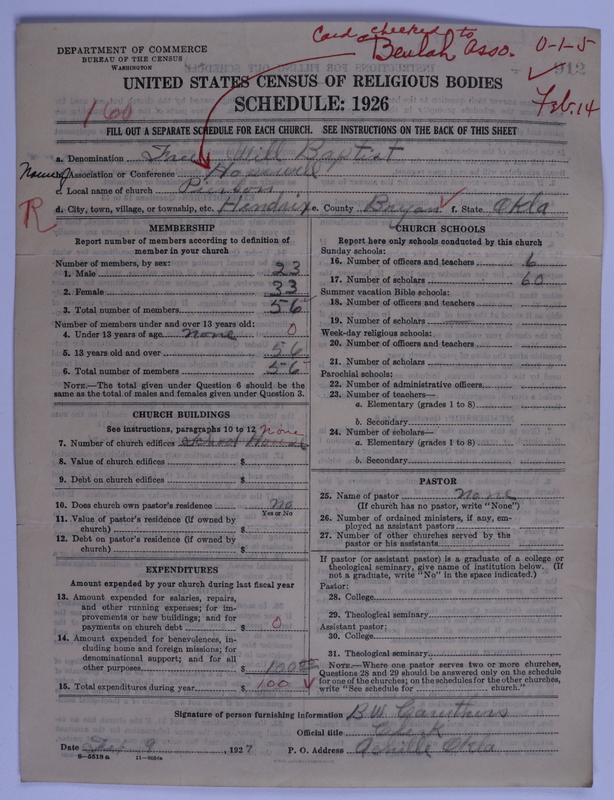 Card checked to
Beulah Asso.
0-1-5
912
Feb. 14
DEPARTMENT OF COMMERCE
BUREAU OF THE CENSUS
WASHINGTON
UNITED STATES CENSUS OF RELIGIOUS BODIES
SCHEDULE: 1926
160
FILL OUT A SEPARATE SCHEDULE FOR EACH CHURCH. SEE INSTRUCTIONS ON THE BACK OF THIS SHEET
a. Denomination Free Will Baptist
Name of b. Association or Conference Hopewell
c. Local name of church
R
d. City, town, village, or township, etc. Hendrix e. County Bryan f. State Okla
MEMBERSHIP
Report number of members according to definition of
member in your church
Number of members, by sex:
1. Male 23
2. Female 33
3. Total number of members 56
Number of members under and over 13 years old:
4. Under 13 years of age None 0
5. 13 years old and over 56
6. Total number of members 56
NOTE.—The total given under Question 6 should be the
same as the total of males and females given under Question 3.
CHURCH BUILDINGS
See instructions, paragraphs 10 to 12 None
7. Number of church edifices School House
8. Value of church edifices $
9. Debt on church edifices $
10. Does church own pastor's residence No
Yes or No
11. Value of pastor's residence (if owned by
church) $
12. Debt on pastor's residence (if owned by
church) $
EXPENDITURES
Amount expended by your church during last fiscal year
13. Amount expended for salaries, repairs,
and other running expenses; for im-
provements or new buildings; and for
payments on church debt $ 0
14. Amount expended for benevolences, in-
cluding home and foreign missions; for
denominational support; and for all
other purposes $ 100 00
15. Total expenditures during year $ 100
CHURCH SCHOOLS
Report here only schools conducted by this church
Sunday schools:
16. Number of officers and teachers 6
17. Number of scholars 60
Summer vacation Bible schools:
18. Number of officers and teachers
19. Number of scholars
Week-day religious schools:
20. Number of officers and teachers
21. Number of scholars
Parochial schools:
22. Number of administrative officers
23. Number of teachers—
a. Elementary (grades 1 to 8)
b. Secondary
24. Number of scholars—
a. Elementary (grades 1 to 8)
b. Secondary
PASTOR
25. Name of pastor None
(If church has no pastor, write "None")
26. Number of ordained ministers, if any, em-
ployed as assistant pastors
27. Number of other churches served by the
pastor or his assistants
If pastor (or assistant pastor) is a graduate of a college or
theological seminary, give name of institution below. (If
not a graduate, write "No" in the space indicated.)
Pastor:
28. College
29. Theological seminary
Assistant pastor:
30. College
31. Theological seminary
NOTE.—Where one pastor serves two or more churches,
Questions 28 and 29 should be answered only on the schedule
for one of the churches; on the schedules for the other churches,
write "See schedule for church."
Signature of person furnishing information B.W. Caruthers
Official title Clerk
Date Feb 9, 1927 P. O. Address Achille Okla
8—5518a 11—9052a